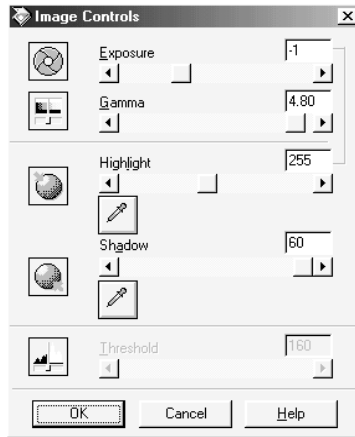 Image Controls
Exposure
-1
Gamma
4.80
Highlight
255
Shadow
60
Threshold
160
OK
Cancel
Help